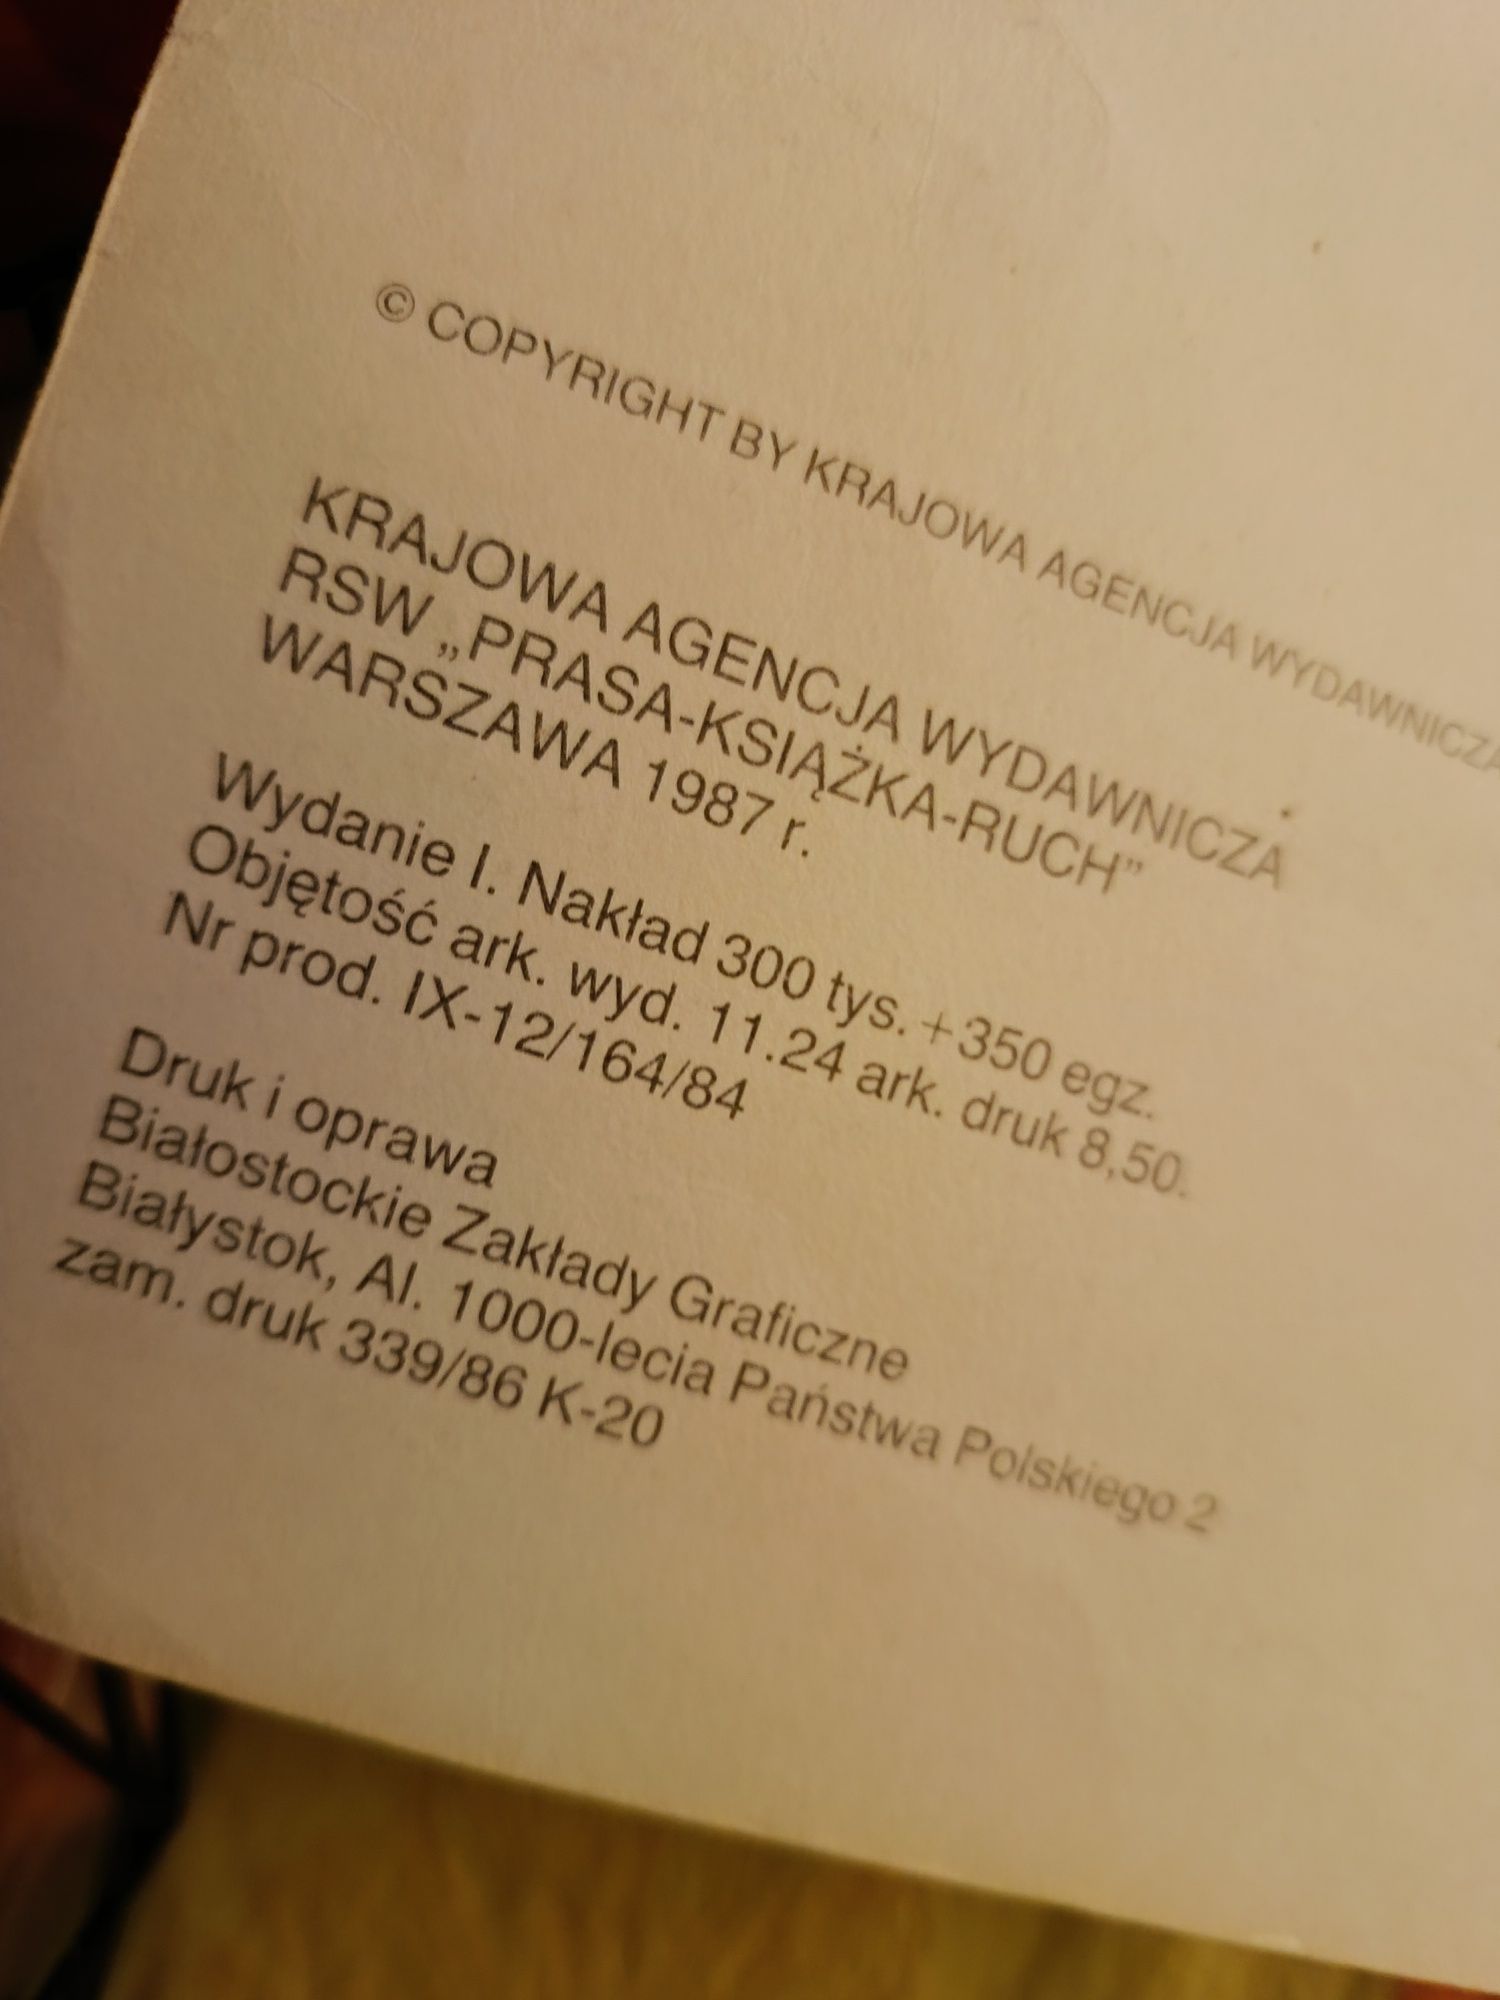 © COPYRIGHT BY KRAJOWA AGENCJA WYDAWNICZA
KRAJOWA AGENCJA WYDAWNICZA
RSW „PRASA-KSIĄŻKA-RUCH”
WARSZAWA 1987 r.
Wydanie I. Nakład 300 tys. +350 egz.
Objętość ark. wyd. 11.24 ark. druk 8,50.
Nr prod. IX-12/164/84
Druk i oprawa
Białostockie Zakłady Graficzne
Białystok, Al. 1000-lecia Państwa Polskiego 2
zam. druk 339/86 K-20